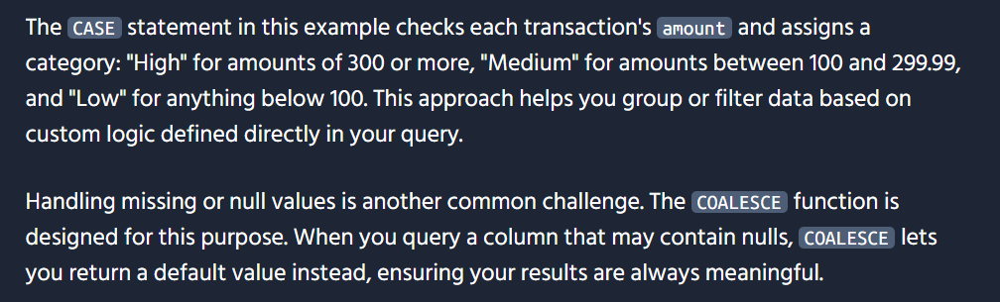 The CASE statement in this example checks each transaction's amount and assigns a
category: "High" for amounts of 300 or more, "Medium" for amounts between 100 and 299.99,
and "Low" for anything below 100. This approach helps you group or filter data based on
custom logic defined directly in your query.
Handling missing or null values is another common challenge. The COALESCE function is
designed for this purpose. When you query a column that may contain nulls, COALESCE lets
you return a default value instead, ensuring your results are always meaningful.